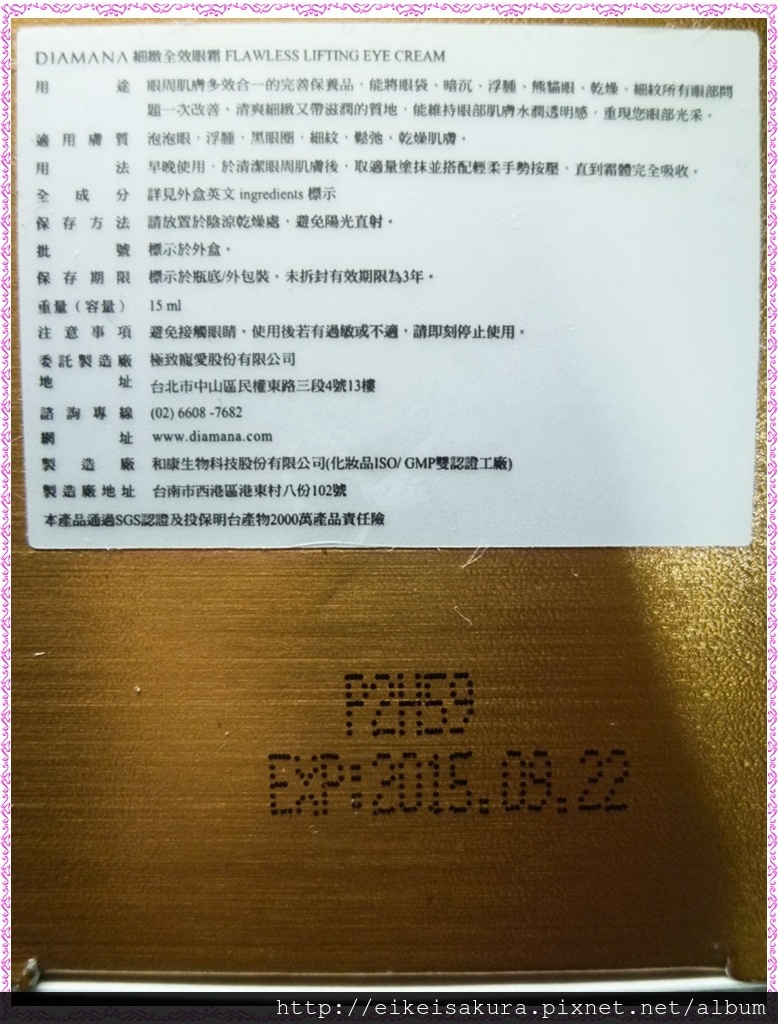 DIAMANA 細緻全效眼霜 FLAWLESS LIFTING EYE CREAM
用途 眼周肌膚多效合一的完善保養品，能將眼袋、暗沉、浮腫、熊貓眼、乾燥、細紋所有眼部問
題一次改善。清爽細緻又帶滋潤的質地，能維持眼部肌膚水潤透明感，重現您眼部光采。
適用膚質 泡泡眼、浮腫、黑眼圈、細紋、鬆弛、乾燥肌膚。
用法 早晚使用，於清潔眼周肌膚後，取適量塗抹並搭配輕柔手勢按壓，直到霜體完全吸收。
全成分 詳見外盒英文 ingredients 標示
保存方法 請放置於陰涼乾燥處，避免陽光直射。
批號 標示於外盒。
保存期限 標示於瓶底/外包裝。未拆封有效期限為3年。
重量（容量） 15 ml
注意事項 避免接觸眼睛。使用後若有過敏或不適，請即刻停止使用。
委託製造廠 極致寵愛股份有限公司
地址 台北市中山區民權東路三段4號13樓
諮詢專線 (02) 6608 -7682
網址 www.diamana.com
製造廠 和康生物科技股份有限公司(化妝品ISO/ GMP雙認證工廠)
製造廠地址 台南市西港區港東村八份102號
本產品通過SGS認證及投保明台產物2000萬產品責任險
P2H59
EXP:2015.09.22
http://eikeisakura.pixnet.net/album